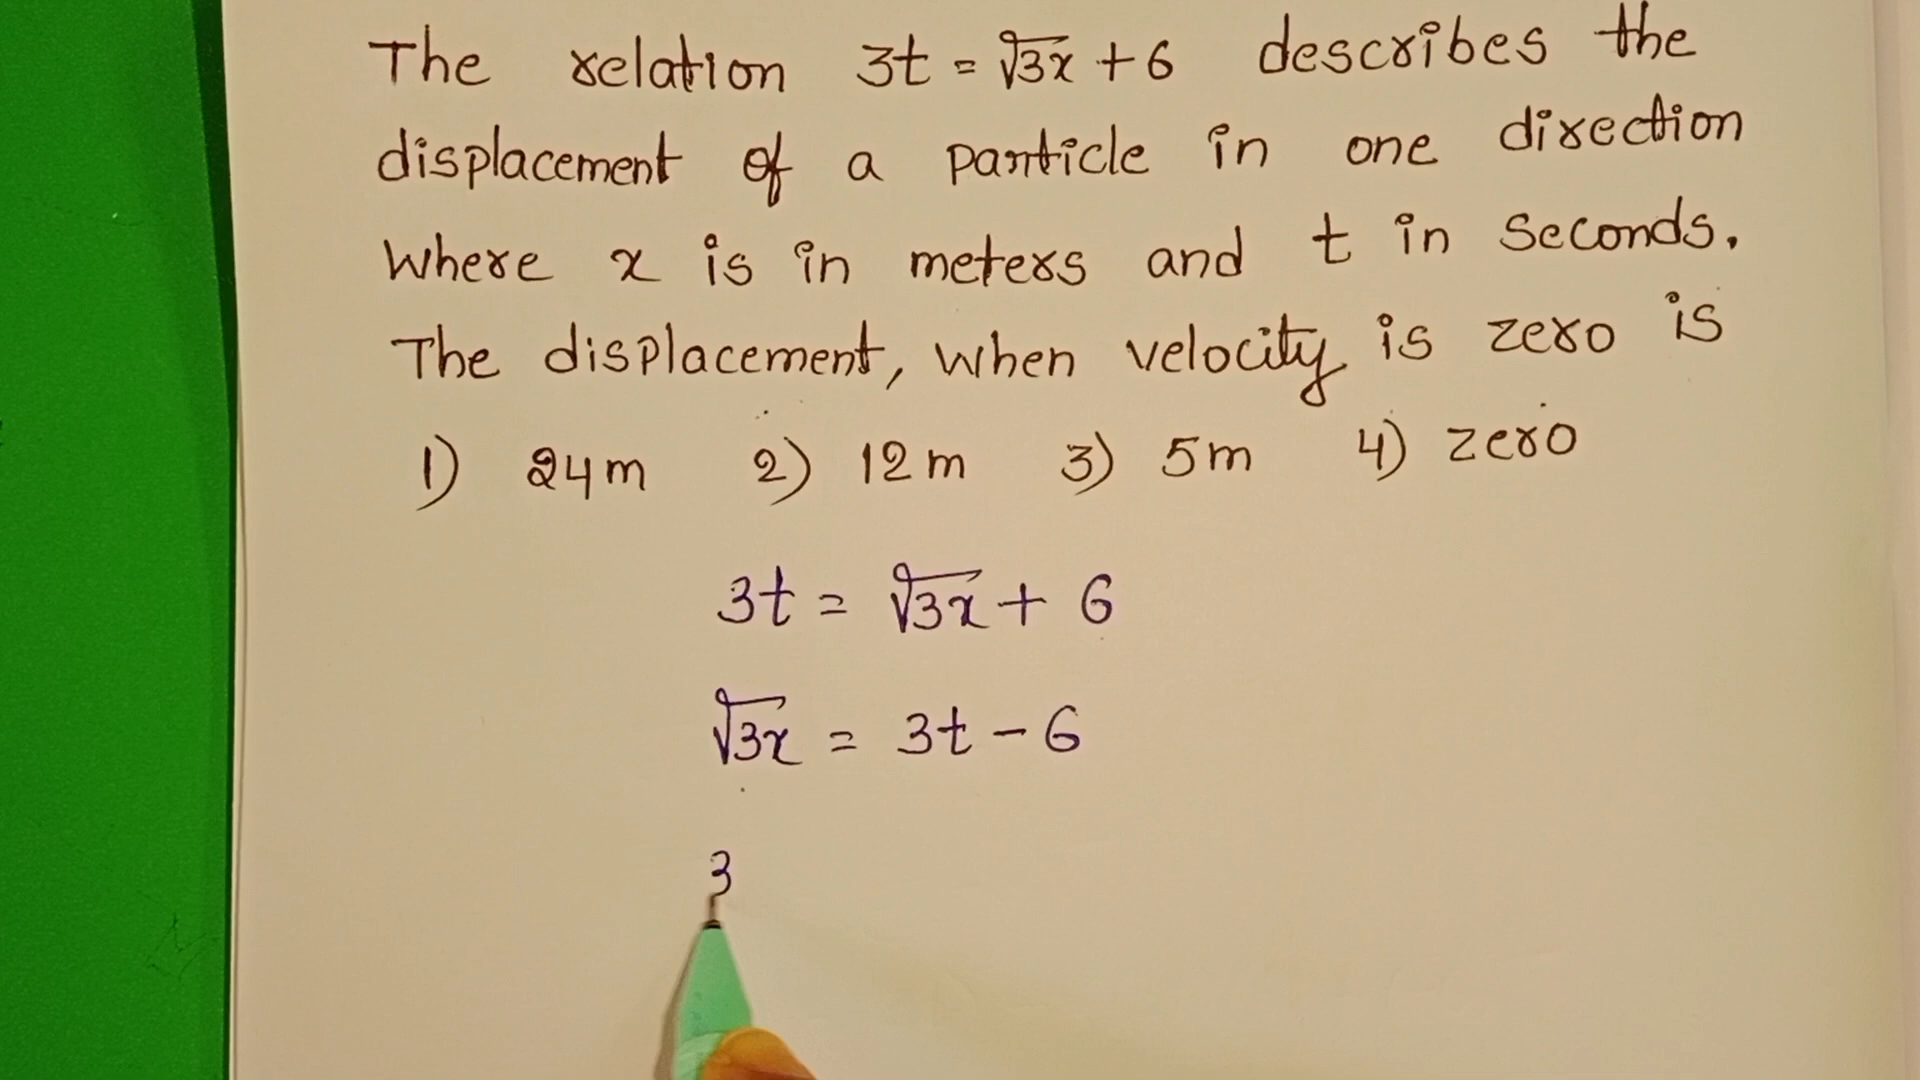 The relation 3t = √3x + 6 describes the
displacement of a particle in one direction
where x is in meters and t in seconds.
The displacement, when velocity is zero is
1) 24m 2) 12m 3) 5m 4) zero
3t = √3x + 6
√3x = 3t - 6
3